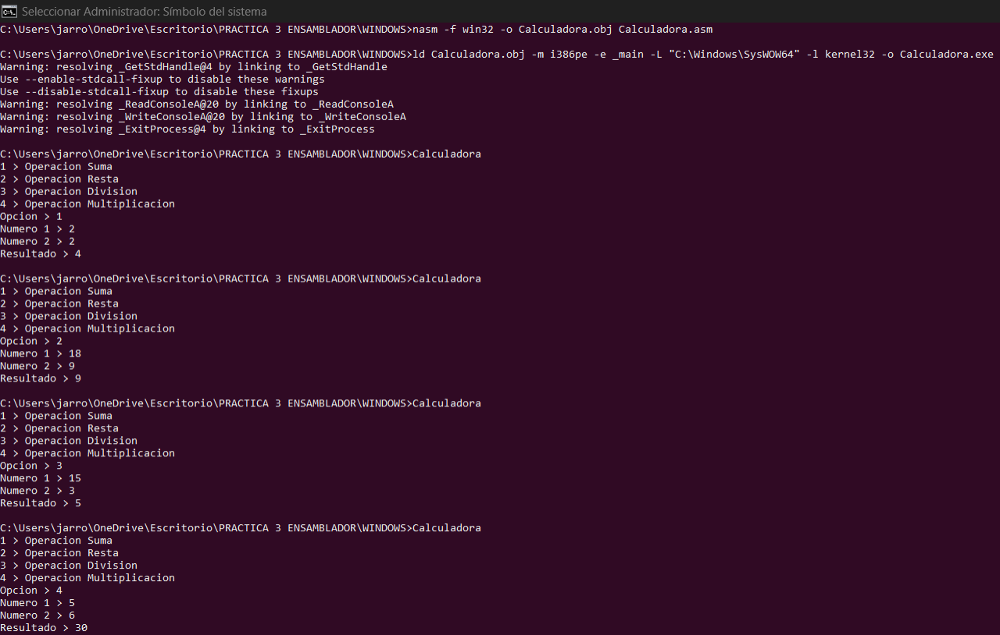 Seleccionar Administrador: Símbolo del sistema
C:\Users\jarro\OneDrive\Escritorio\PRACTICA 3 ENSAMBLADOR\WINDOWS>nasm -f win32 -o Calculadora.obj Calculadora.asm
C:\Users\jarro\OneDrive\Escritorio\PRACTICA 3 ENSAMBLADOR\WINDOWS>ld Calculadora.obj -m i386pe -e _main -L "C:\Windows\SysWOW64" -l kernel32 -o Calculadora.exe
Warning: resolving _GetStdHandle@4 by linking to _GetStdHandle
Use --enable-stdcall-fixup to disable these warnings
Use --disable-stdcall-fixup to disable these fixups
Warning: resolving _ReadConsoleA@20 by linking to _ReadConsoleA
Warning: resolving _WriteConsoleA@20 by linking to _WriteConsoleA
Warning: resolving _ExitProcess@4 by linking to _ExitProcess
C:\Users\jarro\OneDrive\Escritorio\PRACTICA 3 ENSAMBLADOR\WINDOWS>Calculadora
1 > Operacion Suma
2 > Operacion Resta
3 > Operacion Division
4 > Operacion Multiplicacion
Opcion > 1
Numero 1 > 2
Numero 2 > 2
Resultado > 4
C:\Users\jarro\OneDrive\Escritorio\PRACTICA 3 ENSAMBLADOR\WINDOWS>Calculadora
1 > Operacion Suma
2 > Operacion Resta
3 > Operacion Division
4 > Operacion Multiplicacion
Opcion > 2
Numero 1 > 18
Numero 2 > 9
Resultado > 9
C:\Users\jarro\OneDrive\Escritorio\PRACTICA 3 ENSAMBLADOR\WINDOWS>Calculadora
1 > Operacion Suma
2 > Operacion Resta
3 > Operacion Division
4 > Operacion Multiplicacion
Opcion > 3
Numero 1 > 15
Numero 2 > 3
Resultado > 5
C:\Users\jarro\OneDrive\Escritorio\PRACTICA 3 ENSAMBLADOR\WINDOWS>Calculadora
1 > Operacion Suma
2 > Operacion Resta
3 > Operacion Division
4 > Operacion Multiplicacion
Opcion > 4
Numero 1 > 5
Numero 2 > 6
Resultado > 30